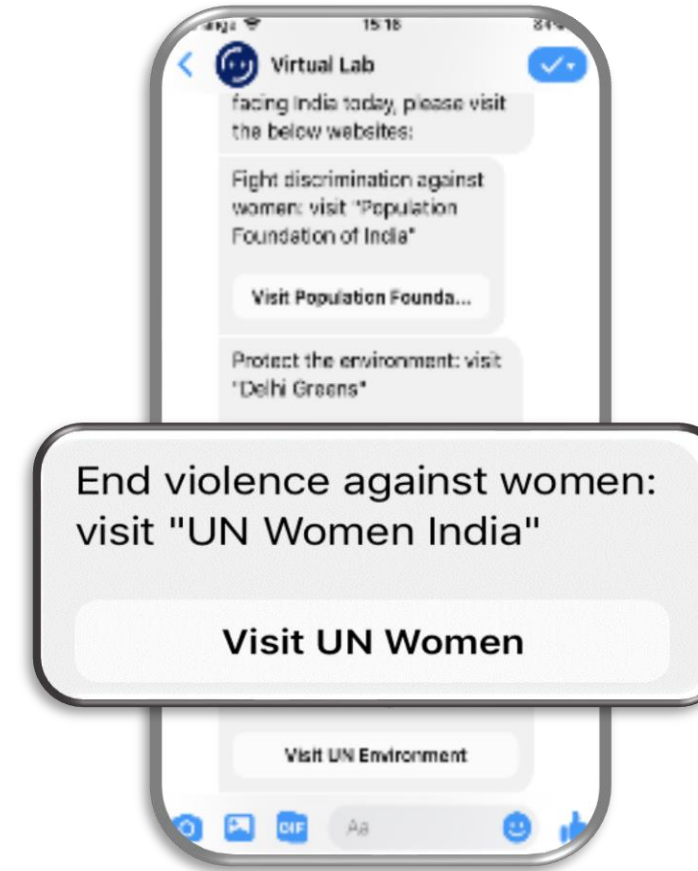 15:18
Virtual Lab
facing India today, please visit
the below websites:
Fight discrimination against
women: visit "Population
Foundation of India"
Visit Population Founda...
Protect the environment: visit
"Delhi Greens"
End violence against women:
visit "UN Women India"
Visit UN Women
Visit UN Environment
GIF
Aa